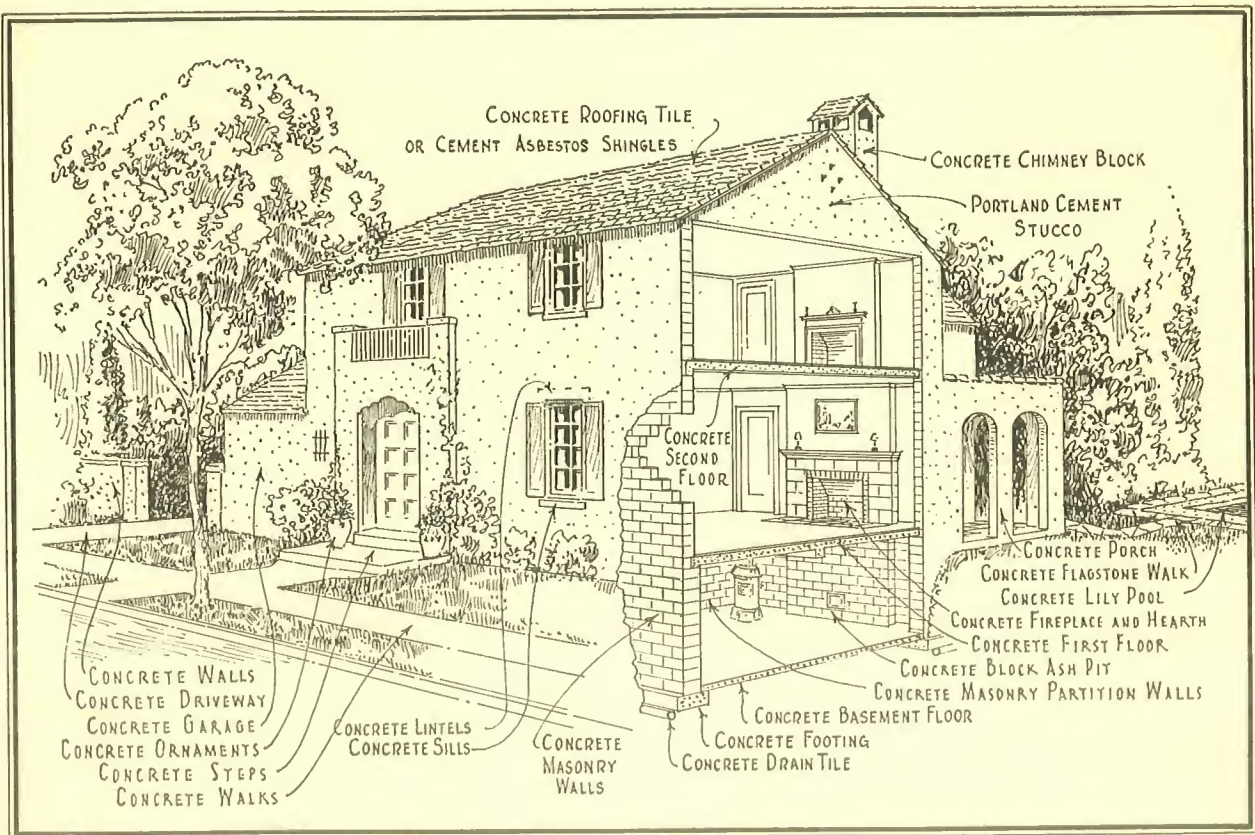 CONCRETE ROOFING TILE
OR CEMENT ASBESTOS SHINGLES
CONCRETE CHIMNEY BLOCK
PORTLAND CEMENT
STUCCO
CONCRETE
SECOND
FLOOR
CONCRETE PORCH
CONCRETE FLAGSTONE WALK
CONCRETE LILY POOL
CONCRETE FIREPLACE AND HEARTH
CONCRETE FIRST FLOOR
CONCRETE BLOCK ASH PIT
CONCRETE MASONRY PARTITION WALLS
CONCRETE BASEMENT FLOOR
CONCRETE FOOTING
CONCRETE DRAIN TILE
CONCRETE
MASONRY
WALLS
CONCRETE LINTELS
CONCRETE SILLS
CONCRETE WALLS
CONCRETE DRIVEWAY
CONCRETE GARAGE
CONCRETE ORNAMENTS
CONCRETE STEPS
CONCRETE WALKS